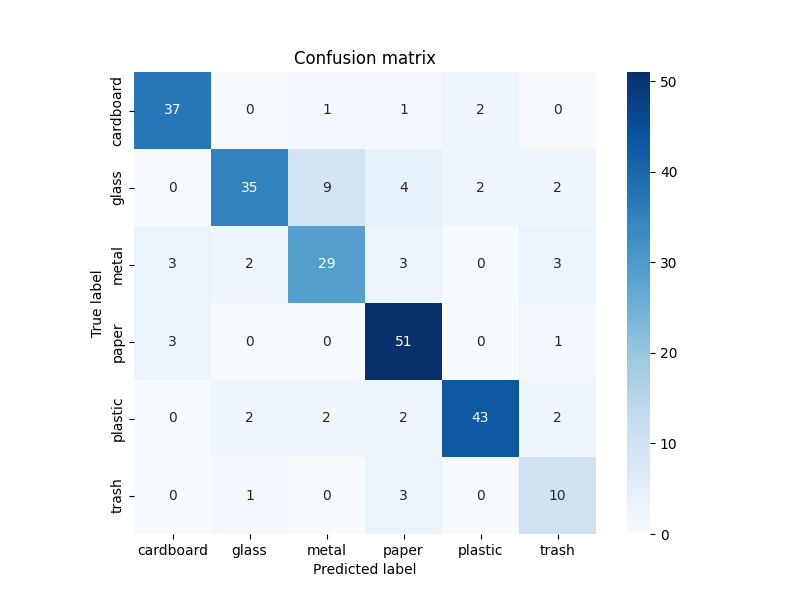 Confusion matrix
cardboard 37 0 1 1 2 0
glass 0 35 9 4 2 2
metal 3 2 29 3 0 3
paper 3 0 0 51 0 1
plastic 0 2 2 2 43 2
trash 0 1 0 3 0 10
True label
cardboard glass metal paper plastic trash
Predicted label
50
40
30
20
10
0